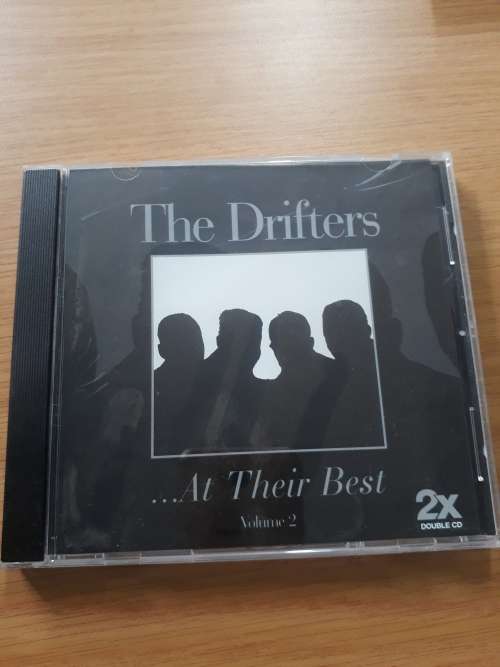 The Drifters
...At Their Best
Volume 2
2x
DOUBLE CD